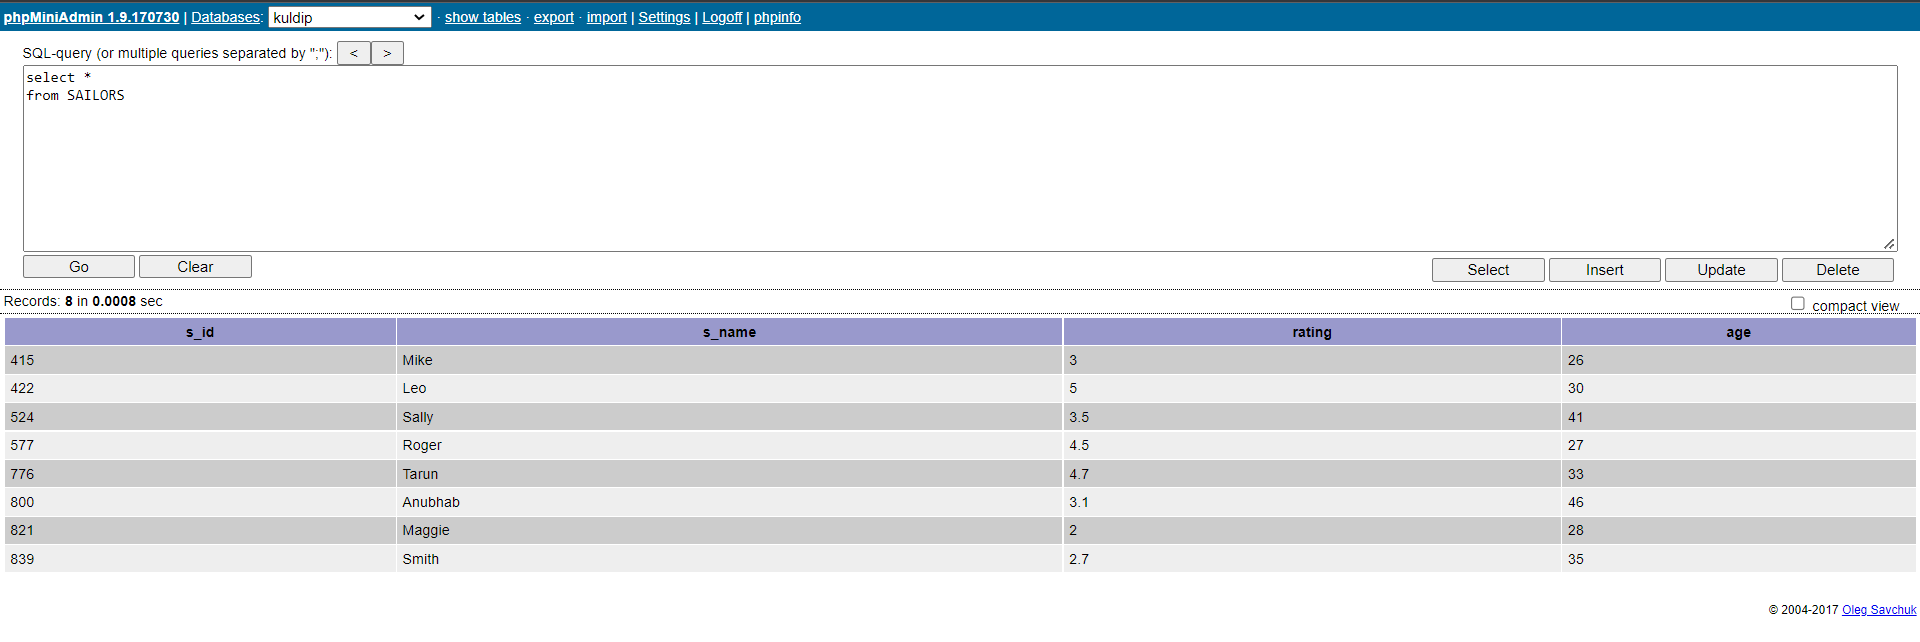 phpMiniAdmin 1.9.170730 | Databases: kuldip · show tables · export · import | Settings | Logoff | phpinfo
SQL-query (or multiple queries separated by ";"): < >
select *
from SAILORS
Go Clear Select Insert Update Delete
Records: 8 in 0.0008 sec compact view
s_id s_name rating age
415 Mike 3 26
422 Leo 5 30
524 Sally 3.5 41
577 Roger 4.5 27
776 Tarun 4.7 33
800 Anubhab 3.1 46
821 Maggie 2 28
839 Smith 2.7 35
© 2004-2017 Oleg Savchuk